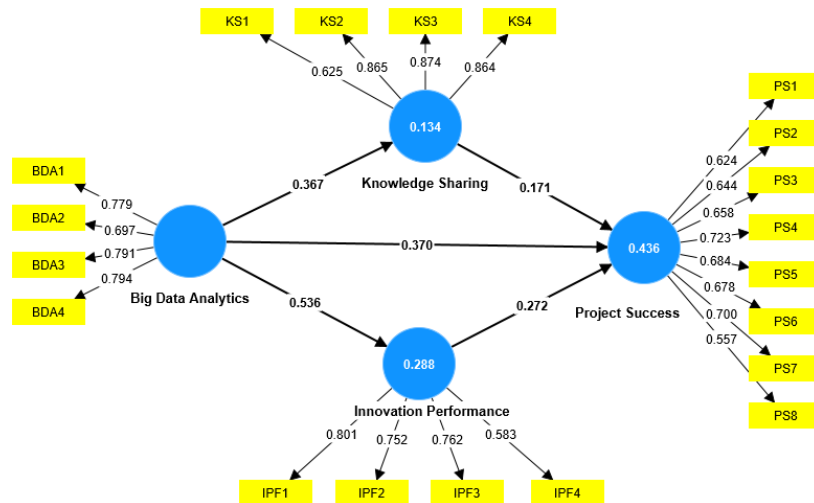 KS1
KS2
KS3
KS4
0.625
0.865
0.874
0.864
0.134
Knowledge Sharing
BDA1
BDA2
BDA3
BDA4
0.779
0.697
0.791
0.794
Big Data Analytics
0.367
0.370
0.536
0.171
0.272
0.288
Innovation Performance
0.801
0.752
0.762
0.583
IPF1
IPF2
IPF3
IPF4
0.436
Project Success
0.624
0.644
0.658
0.723
0.684
0.678
0.700
0.557
PS1
PS2
PS3
PS4
PS5
PS6
PS7
PS8